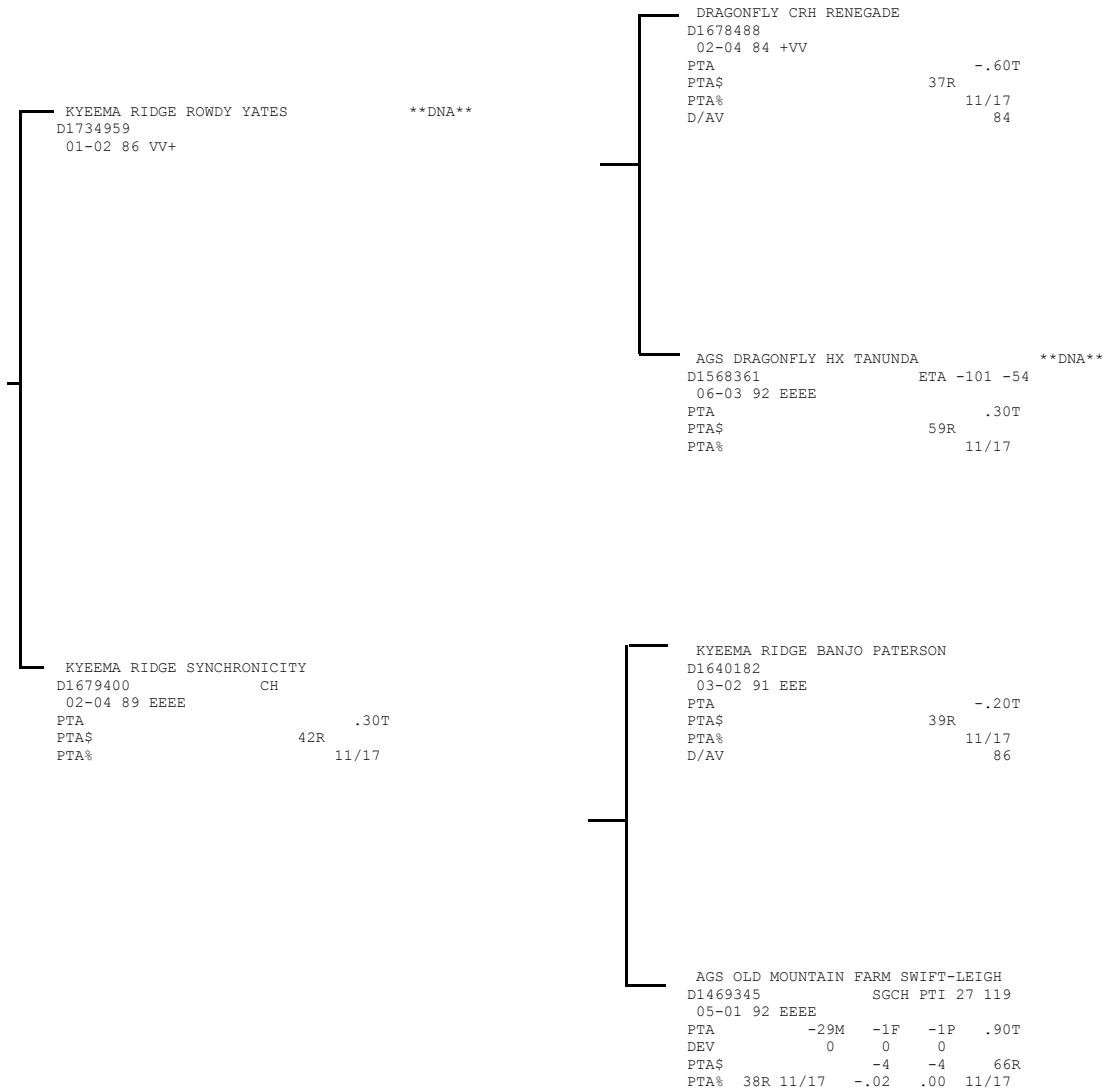 DRAGONFLY CRH RENEGADE
D1678488
02-04 84 +VV
PTA -.60T
PTA$ 37R
PTA% 11/17
D/AV 84
KYEEMA RIDGE ROWDY YATES **DNA**
D1734959
01-02 86 VV+
AGS DRAGONFLY HX TANUNDA **DNA**
D1568361 ETA -101 -54
06-03 92 EEEE
PTA .30T
PTA$ 59R
PTA% 11/17
KYEEMA RIDGE SYNCHRONICITY
D1679400 CH
02-04 89 EEEE
PTA .30T
PTA$ 42R
PTA% 11/17
KYEEMA RIDGE BANJO PATERSON
D1640182
03-02 91 EEE
PTA -.20T
PTA$ 39R
PTA% 11/17
D/AV 86
AGS OLD MOUNTAIN FARM SWIFT-LEIGH
D1469345 SGCH PTI 27 119
05-01 92 EEEE
PTA -29M -1F -1P .90T
DEV 0 0 0
PTA$ -4 -4 66R
PTA% 38R 11/17 -.02 .00 11/17